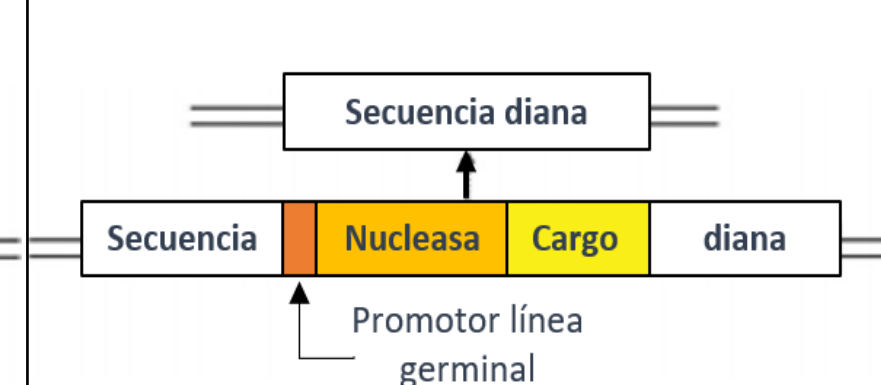 Secuencia diana
Secuencia Nucleasa Cargo diana
Promotor línea
germinal